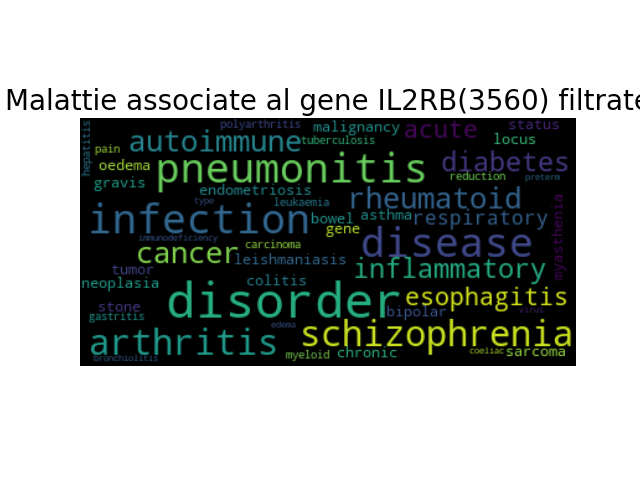 Malattie associate al gene IL2RB(3560) filtrate
hepatitis
polyarthritis
malignancy
acute
status
autoimmune
tuberculosis
locus
pain
oedema
pneumonitis
diabetes
gravis
reduction
preterm
endometriosis
rheumatoid
type
leukaemia
infection
bowel
asthma
respiratory
gene
myasthenia
immunodeficiency
carcinoma
disease
cancer
leishmaniasis
tumor
inflammatory
neoplasia
colitis
disorder
esophagitis
stone
bipolar
virus
gastritis
edema
schizophrenia
arthritis
bronchiolitis
myeloid
chronic
coeliac
sarcoma